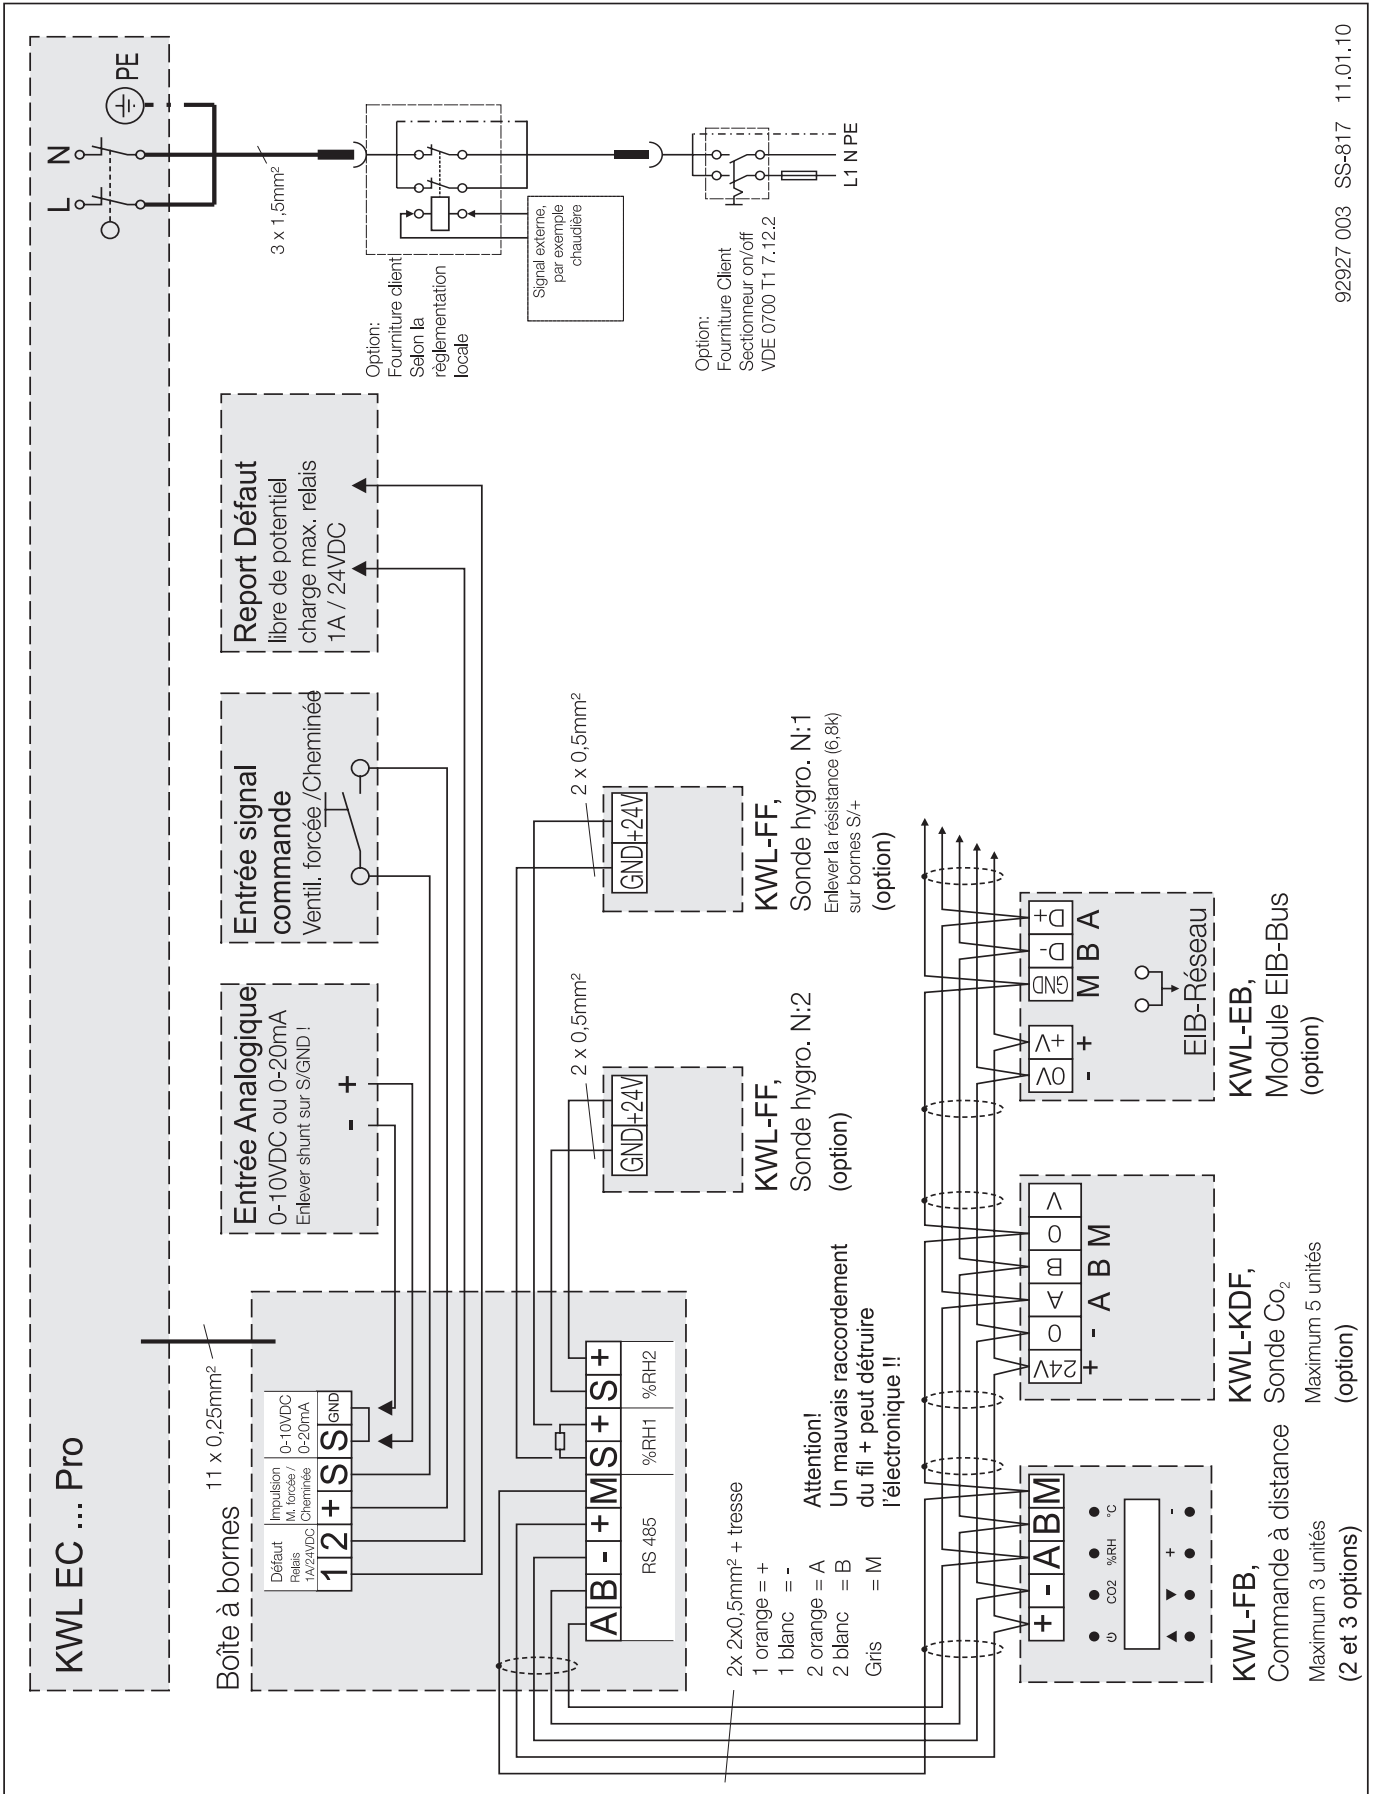 KWL EC ... Pro
L N PE
3 x 1,5mm²
Option:
Fourniture client
Selon la
règlementation
locale
Signal externe,
par exemple
chaudière
Option:
Fourniture Client
Sectionneur on/off
VDE 0700 T1 7.12.2
L1 N PE
11 x 0,25mm²
Boîte à bornes
Défaut
Relais
1A/24VDC
Impulsion
M. forcée /
Cheminée
0-10VDC
0-20mA
1 2 + S S GND
Entrée Analogique
0-10VDC ou 0-20mA
Enlever shunt sur S/GND !
- +
Entrée signal
commande
Ventil. forcée /Cheminée
Report Défaut
libre de potentiel
charge max. relais
1A / 24VDC
A B - + M S + S +
RS 485
%RH1
%RH2
2 x 0,5mm²
GND +24V
KWL-FF,
Sonde hygro. N:2
(option)
2 x 0,5mm²
GND +24V
KWL-FF,
Sonde hygro. N:1
Enlever la résistance (6,8k)
sur bornes S/+
(option)
2x 2x0,5mm² + tresse
1 orange = +
1 blanc = -
2 orange = A
2 blanc = B
Gris = M
Attention!
Un mauvais raccordement
du fil + peut détruire
l'électronique !!
+ - A B M
CO2 %RH °C
+ -
KWL-FB,
Commande à distance
Maximum 3 unités
(2 et 3 options)
24V 0 A B 0 V
+ - A B M
KWL-KDF,
Sonde Co₂
Maximum 5 unités
(option)
0V +V GND D- D+
- + M B A
EIB-Réseau
KWL-EB,
Module EIB-Bus
(option)
92927 003 SS-817 11.01.10